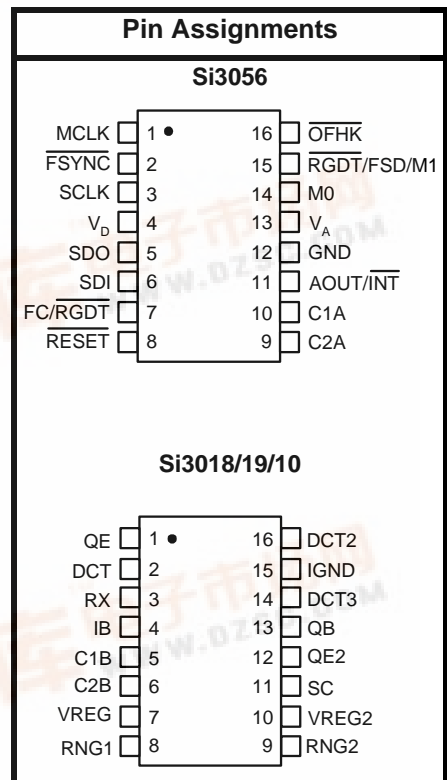 Pin Assignments
Si3056
MCLK 1 16 OFHK
FSYNC 2 15 RGDT/FSD/M1
SCLK 3 14 M0
VD 4 13 VA
SDO 5 12 GND
SDI 6 11 AOUT/INT
FC/RGDT 7 10 C1A
RESET 8 9 C2A
Si3018/19/10
QE 1 16 DCT2
DCT 2 15 IGND
RX 3 14 DCT3
IB 4 13 QB
C1B 5 12 QE2
C2B 6 11 SC
VREG 7 10 VREG2
RNG1 8 9 RNG2